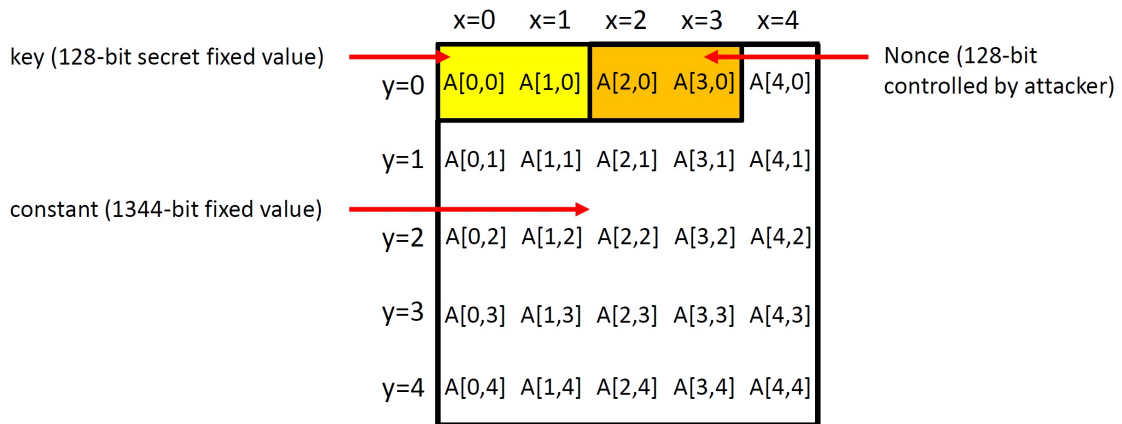 x=0 x=1 x=2 x=3 x=4
key (128-bit secret fixed value)
Nonce (128-bit
controlled by attacker)
y=0 A[0,0] A[1,0] A[2,0] A[3,0] A[4,0]
y=1 A[0,1] A[1,1] A[2,1] A[3,1] A[4,1]
constant (1344-bit fixed value)
y=2 A[0,2] A[1,2] A[2,2] A[3,2] A[4,2]
y=3 A[0,3] A[1,3] A[2,3] A[3,3] A[4,3]
y=4 A[0,4] A[1,4] A[2,4] A[3,4] A[4,4]